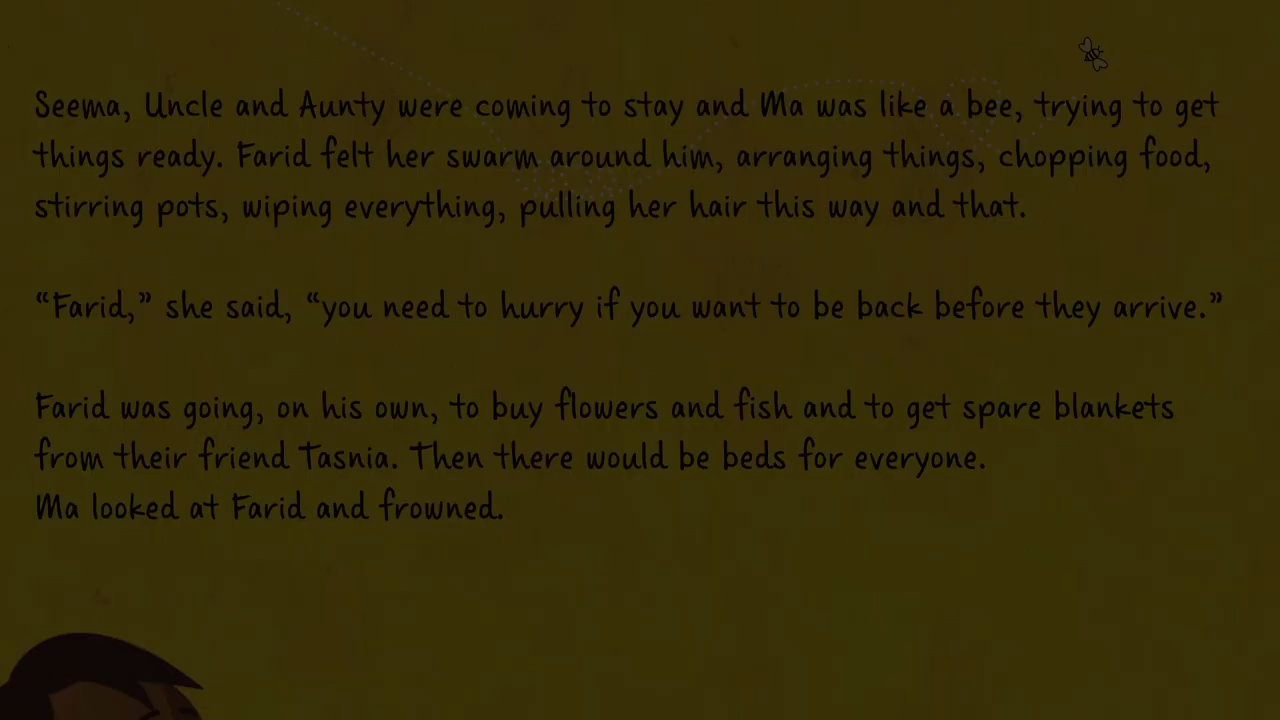 Seema, Uncle and Aunty were coming to stay and Ma was like a bee, trying to get
things ready. Farid felt her swarm around him, arranging things, chopping food,
stirring pots, wiping everything, pulling her hair this way and that.
“Farid,” she said, “you need to hurry if you want to be back before they arrive.”
Farid was going, on his own, to buy flowers and fish and to get spare blankets
from their friend Tasnia. Then there would be beds for everyone.
Ma looked at Farid and frowned.